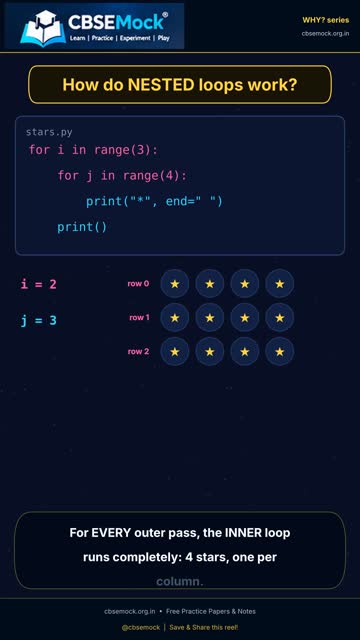 CBSEMock®
Learn | Practice | Experiment | Play
WHY? series
cbsemock.org.in
How do NESTED loops work?
stars.py
for i in range(3):
    for j in range(4):
        print("*", end=" ")
    print()
i = 2
j = 3
row 0
row 1
row 2
For EVERY outer pass, the INNER loop
runs completely: 4 stars, one per
column.
cbsemock.org.in • Free Practice Papers & Notes
@cbsemock | Save & Share this reel!